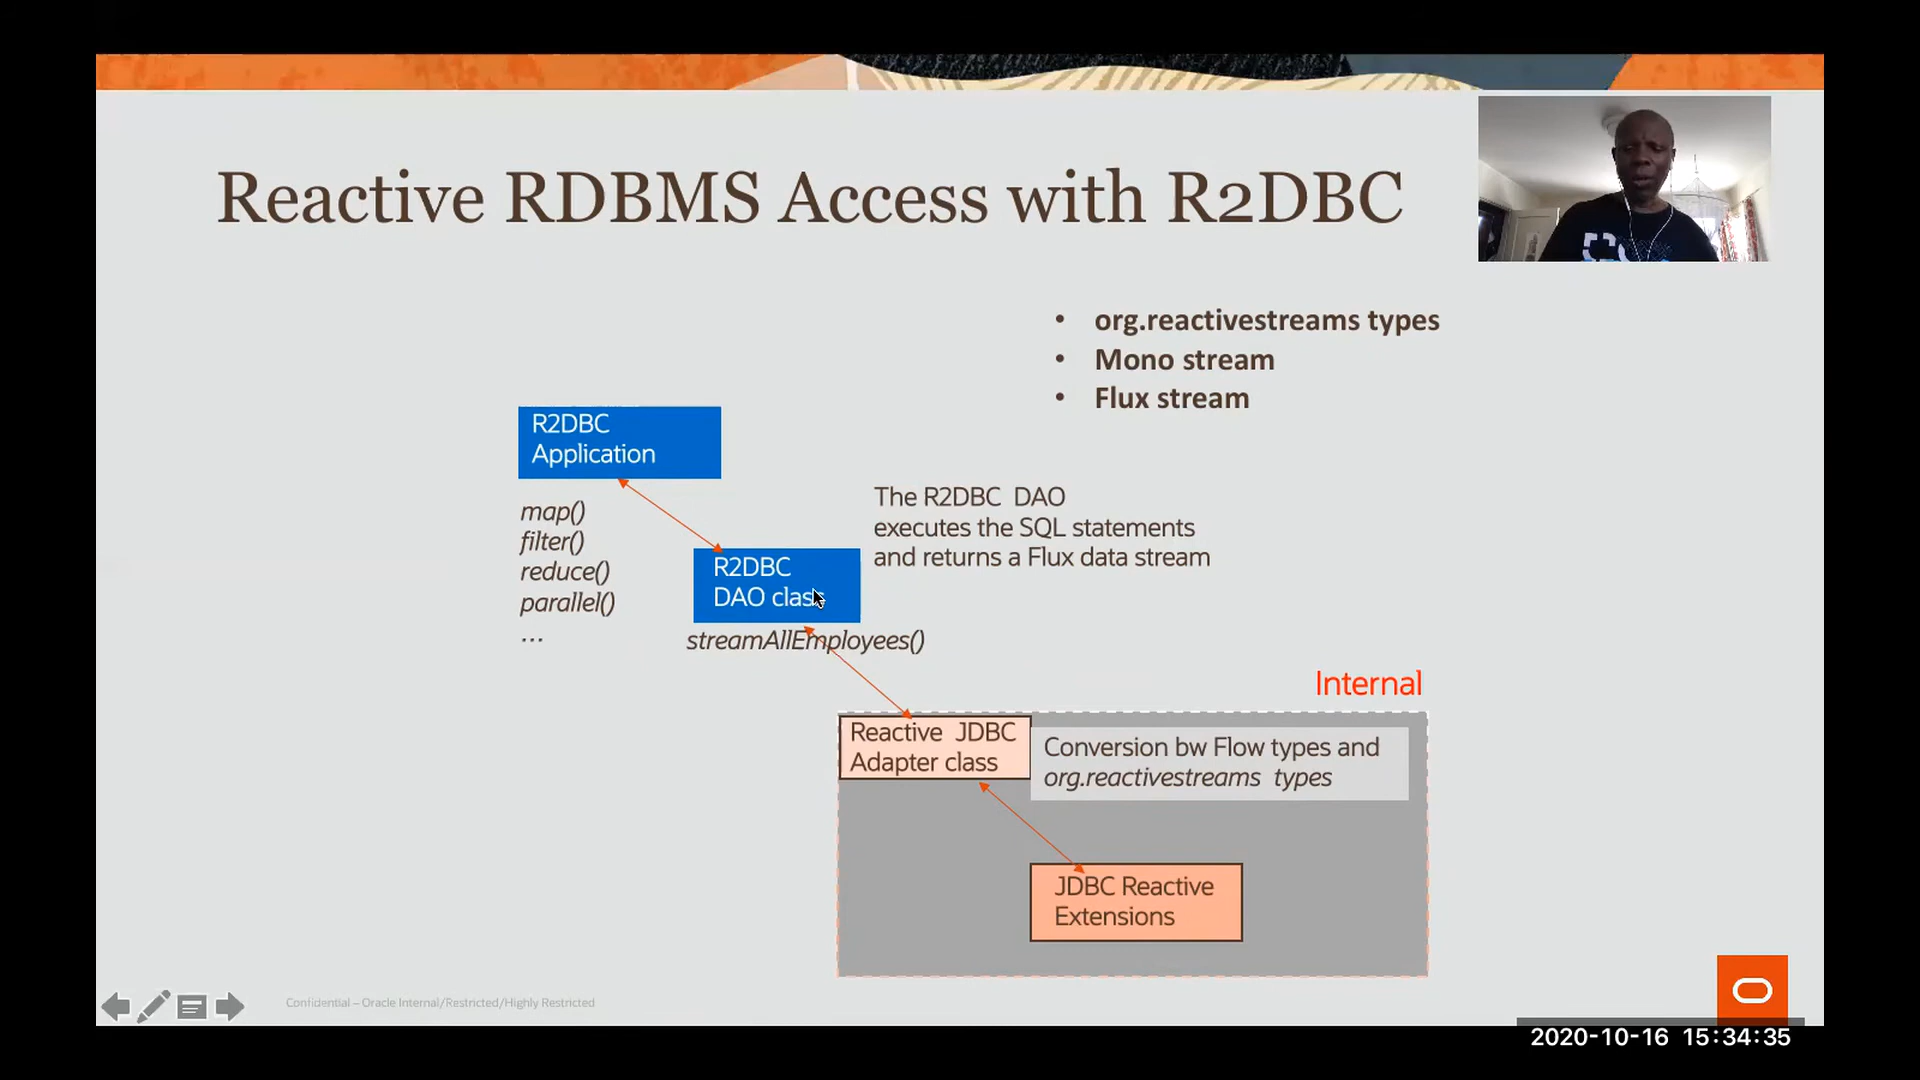 Reactive RDBMS Access with R2DBC
• org.reactivestreams types
• Mono stream
• Flux stream
R2DBC
Application
map()
filter()
reduce()
parallel()
...
The R2DBC DAO
executes the SQL statements
and returns a Flux data stream
R2DBC
DAO class
streamAllEmployees()
Internal
Reactive JDBC
Adapter class
Conversion bw Flow types and
org.reactivestreams types
JDBC Reactive
Extensions
Confidential – Oracle Internal/Restricted/Highly Restricted
2020-10-16 15:34:35